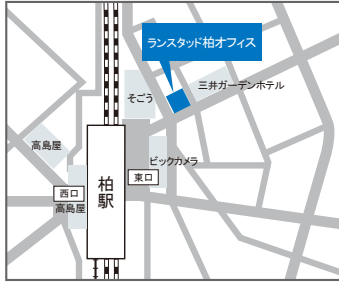 ランスタッド柏オフィス
三井ガーデンホテル
そごう
高島屋
ビックカメラ
柏駅
東口
西口
高島屋